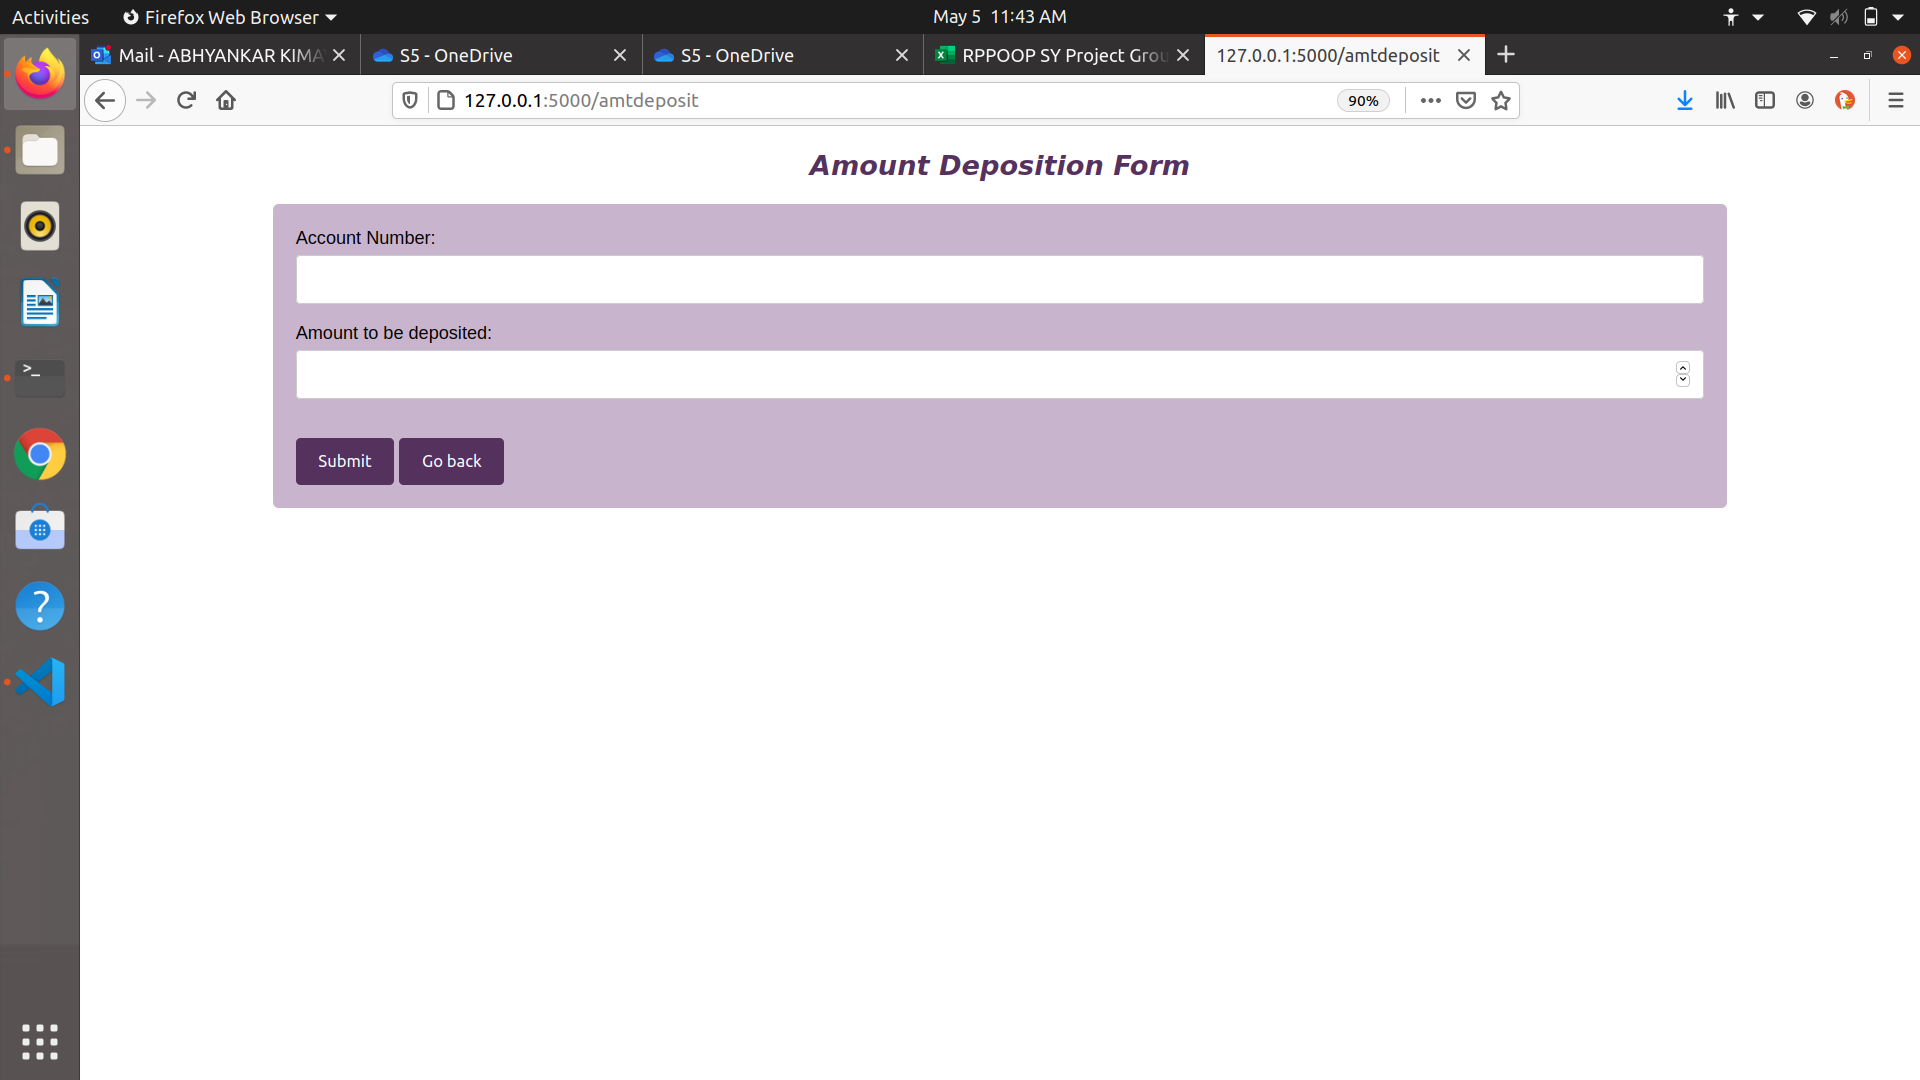 Activities
Firefox Web Browser
May 5 11:43 AM
Mail - ABHYANKAR KIMA
S5 - OneDrive
S5 - OneDrive
RPPOOP SY Project Grou
127.0.0.1:5000/amtdeposit
127.0.0.1:5000/amtdeposit
90%
Amount Deposition Form
Account Number:
Amount to be deposited:
Submit
Go back